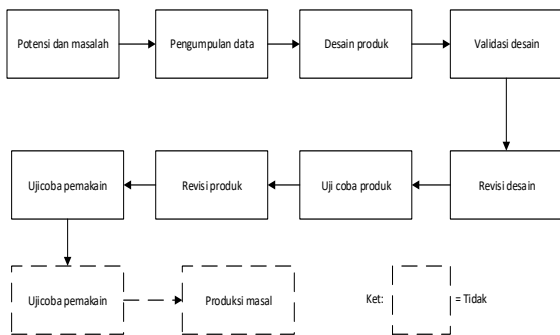 Potensi dan masalah
Pengumpulan data
Desain produk
Validasi desain
Ujicoba pemakain
Revisi produk
Uji coba produk
Revisi desain
Ujicoba pemakain
Produksi masal
Ket:
= Tidak